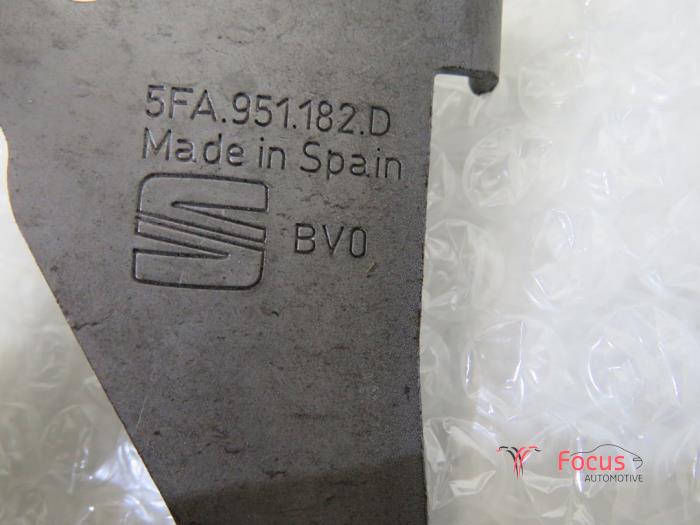 5FA.951.182.D
Made in Spain
BV0
Focus
AUTOMOTIVE